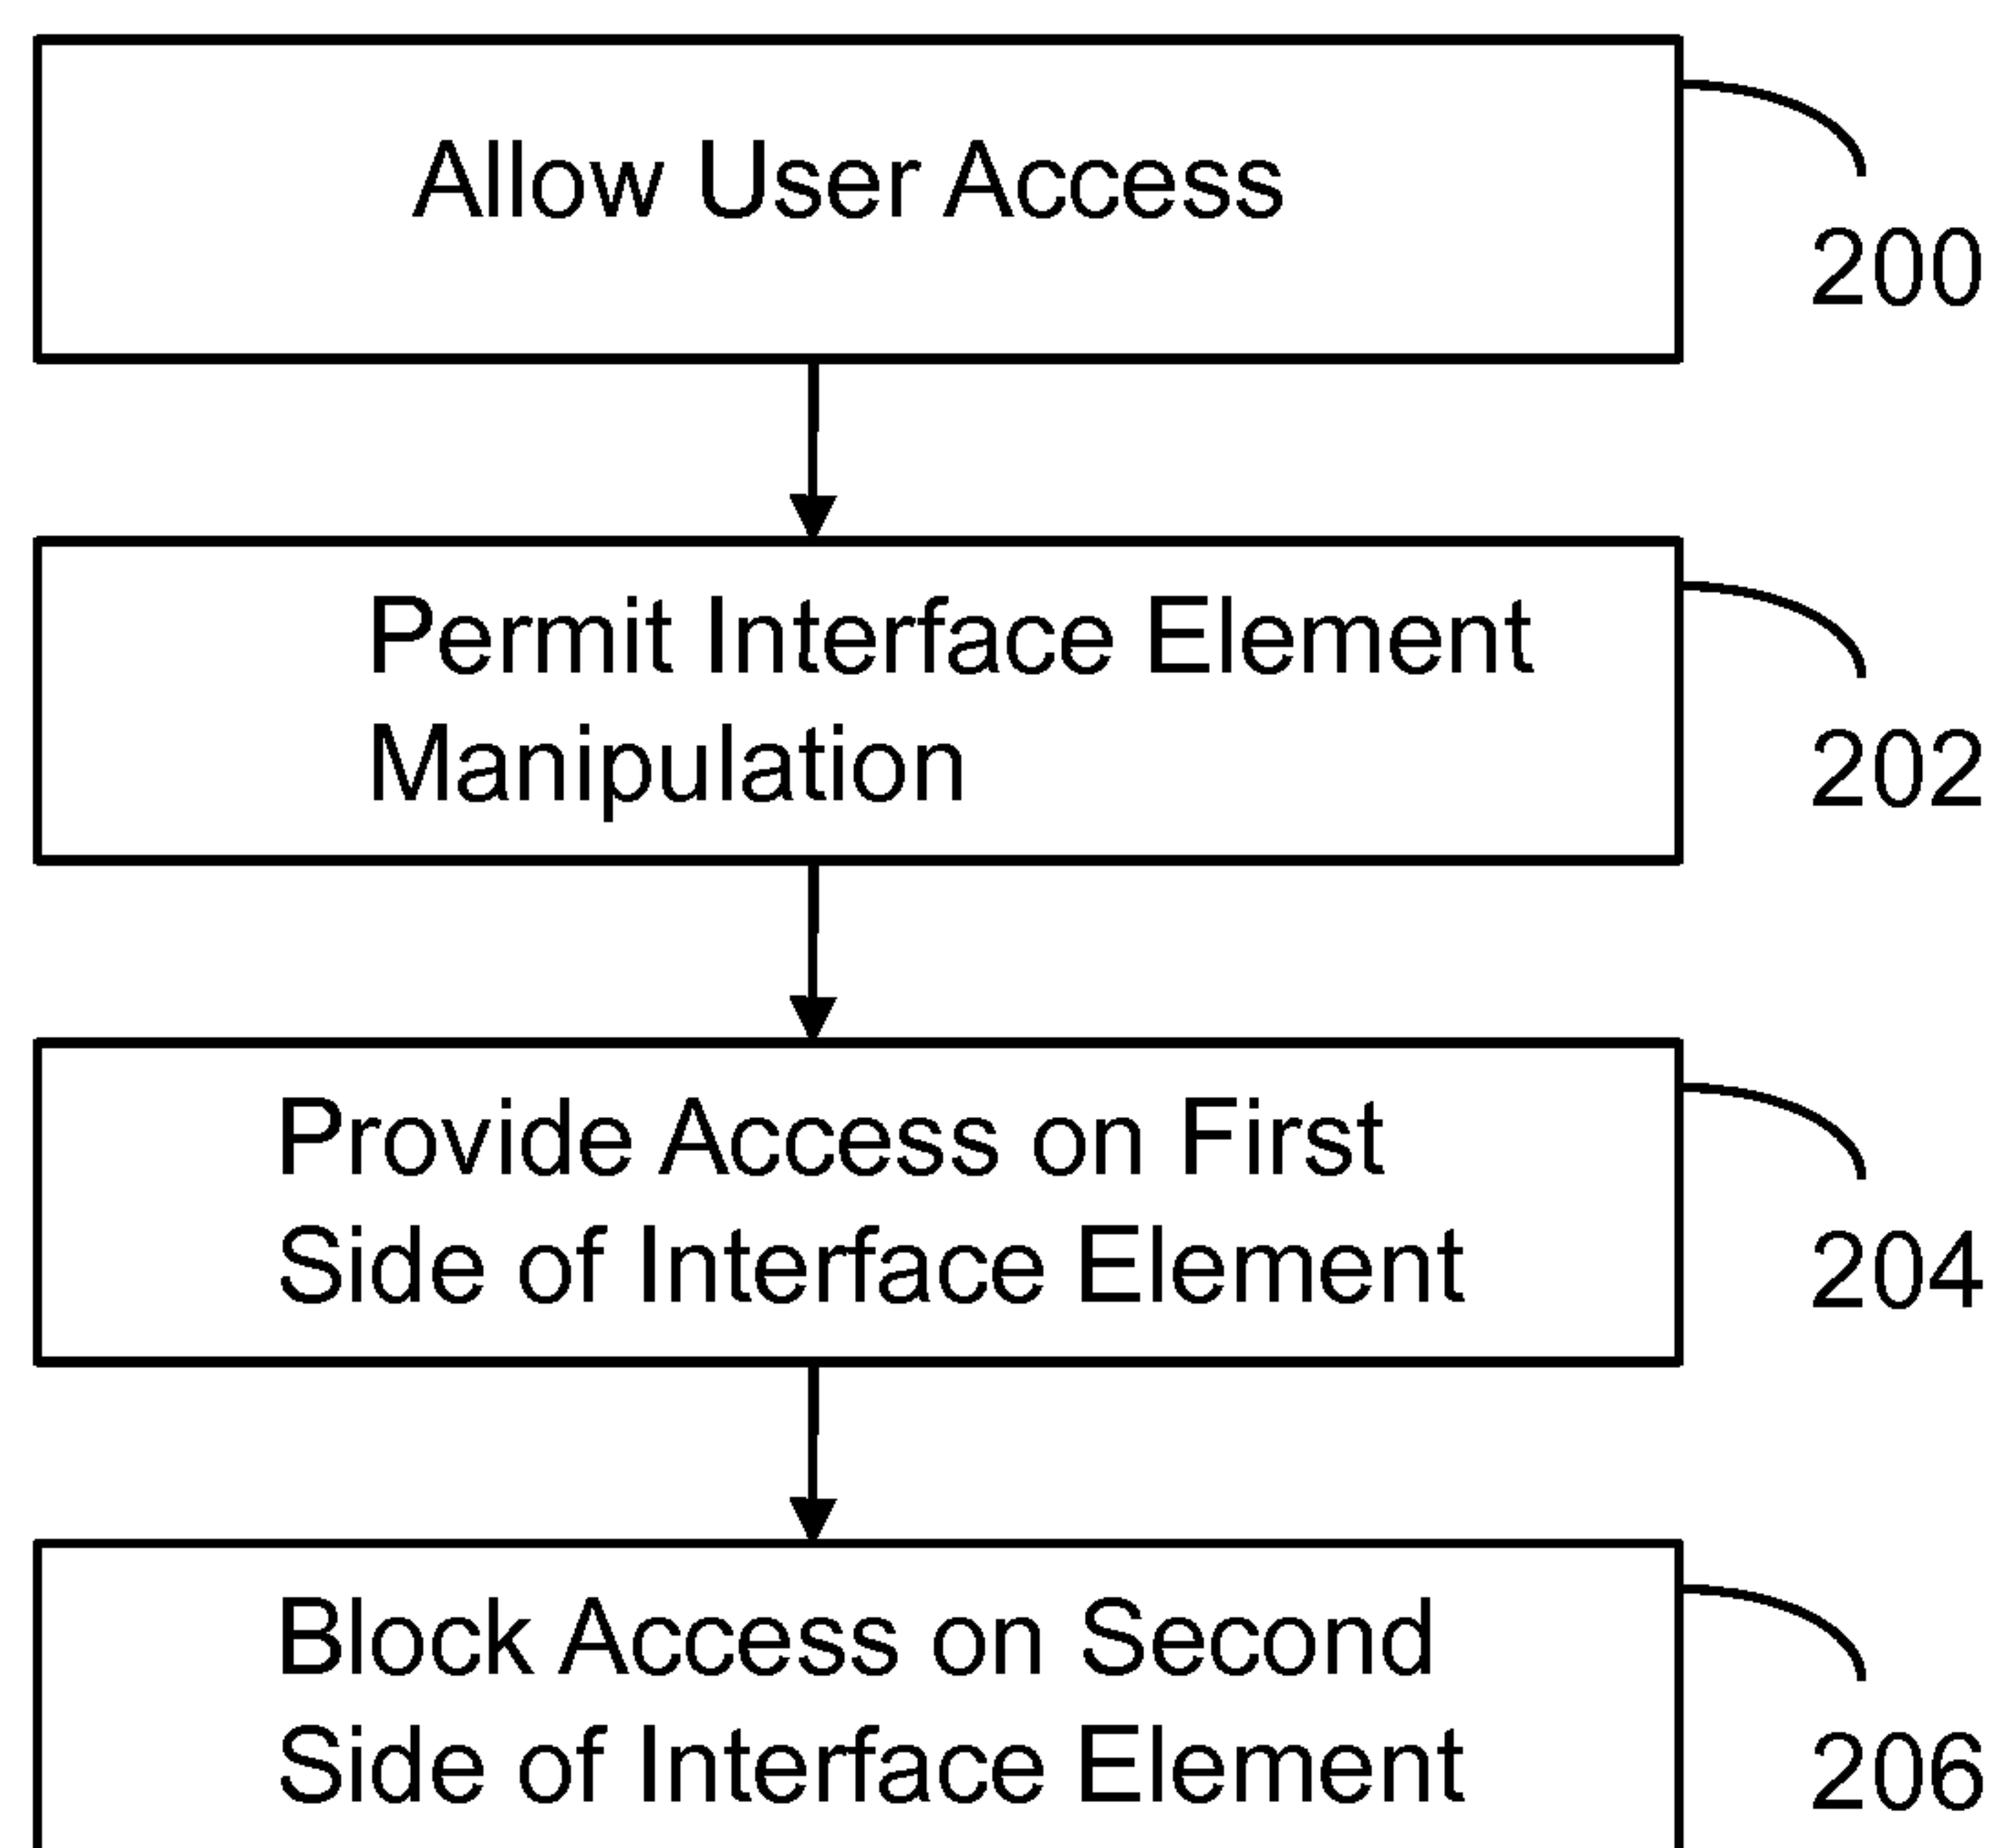 Allow User Access
200
Permit Interface Element
Manipulation
202
Provide Access on First
Side of Interface Element
204
Block Access on Second
Side of Interface Element
206